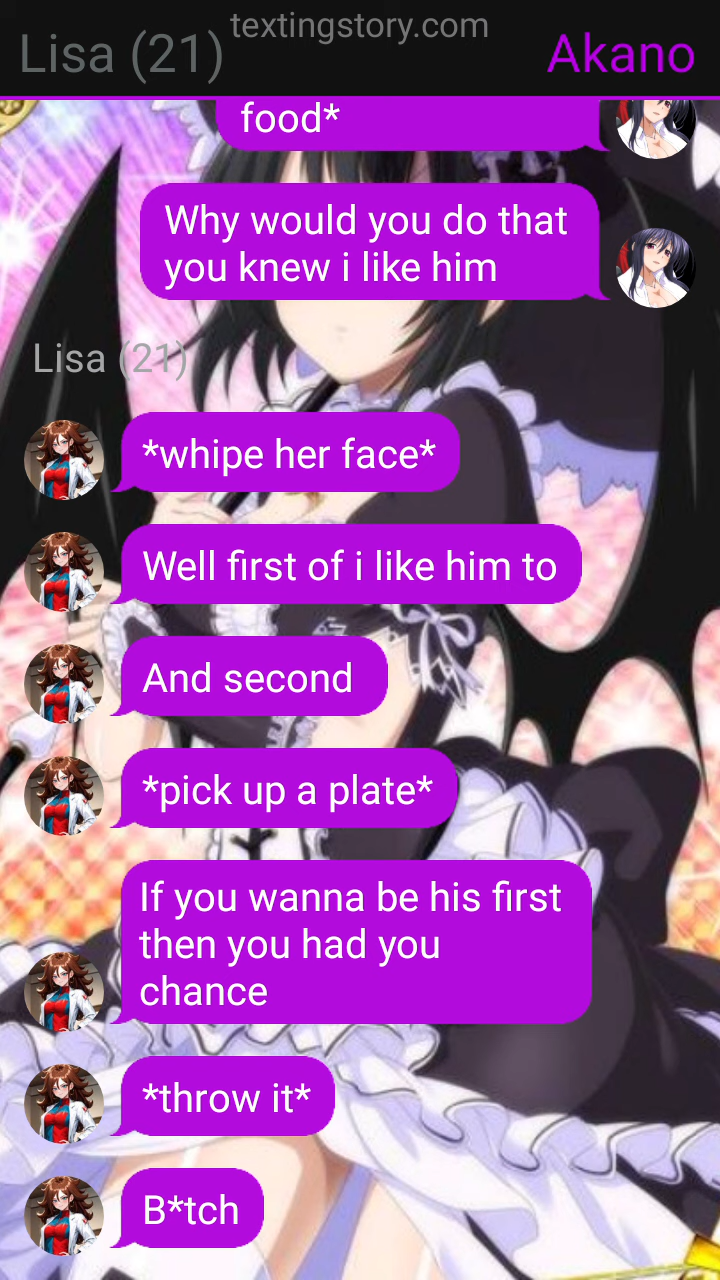 textingstory.com
Lisa (21)
Akano
food*
Why would you do that
you knew i like him
Lisa (21)
*whipe her face*
Well first of i like him to
And second
*pick up a plate*
If you wanna be his first
then you had you
chance
*throw it*
B*tch